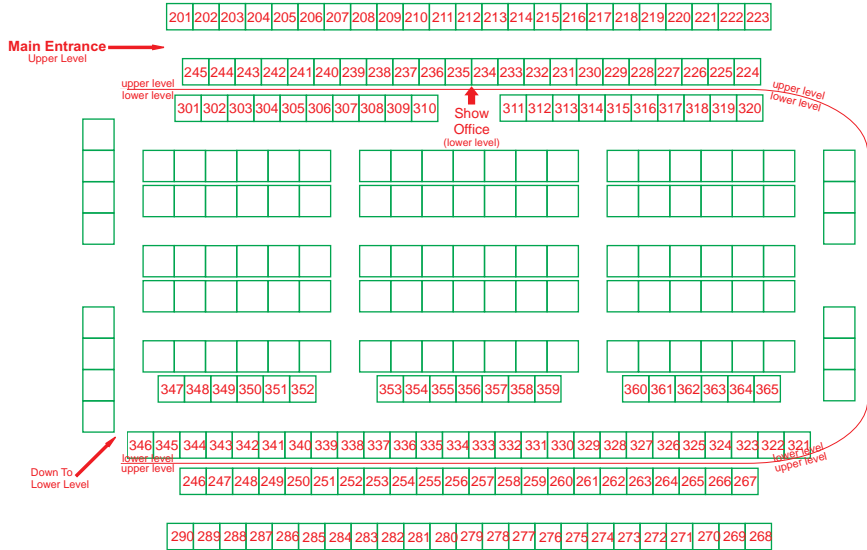 201 202 203 204 205 206 207 208 209 210 211 212 213 214 215 216 217 218 219 220 221 222 223
Main Entrance
Upper Level
245 244 243 242 241 240 239 238 237 236 235 234 233 232 231 230 229 228 227 226 225 224
upper level
lower level
upper level
lower level
301 302 303 304 305 306 307 308 309 310
311 312 313 314 315 316 317 318 319 320
Show
Office
(lower level)
347 348 349 350 351 352
353 354 355 356 357 358 359
360 361 362 363 364 365
346 345 344 343 342 341 340 339 338 337 336 335 334 333 332 331 330 329 328 327 326 325 324 323 322 321
lower level
upper level
lower level
upper level
Down To
Lower Level
246 247 248 249 250 251 252 253 254 255 256 257 258 259 260 261 262 263 264 265 266 267
290 289 288 287 286 285 284 283 282 281 280 279 278 277 276 275 274 273 272 271 270 269 268